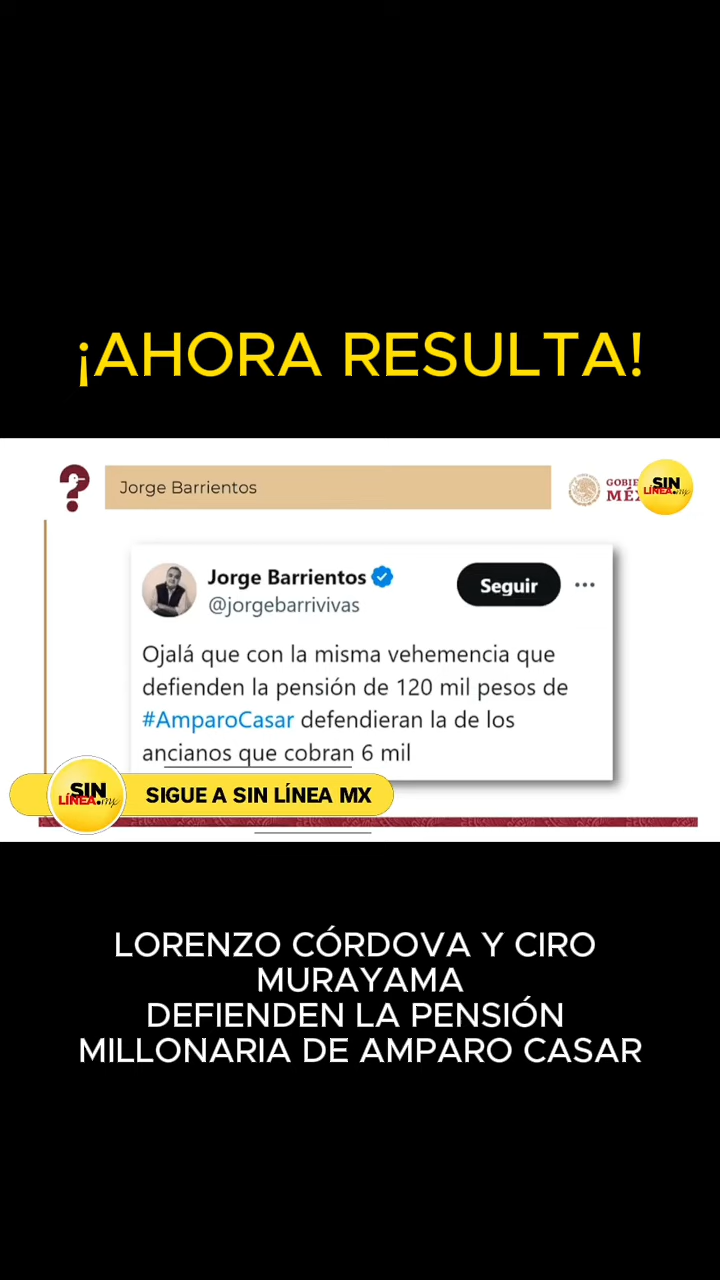 ¡AHORA RESULTA!
Jorge Barrientos
SIN
LÍNEA.mx
Jorge Barrientos
@jorgebarrivivas
Seguir
Ojalá que con la misma vehemencia que
defienden la pensión de 120 mil pesos de
#AmparoCasar defendieran la de los
ancianos que cobran 6 mil
SIN
LÍNEA.mx
SIGUE A SIN LÍNEA MX
LORENZO CÓRDOVA Y CIRO
MURAYAMA
DEFIENDEN LA PENSIÓN
MILLONARIA DE AMPARO CASAR